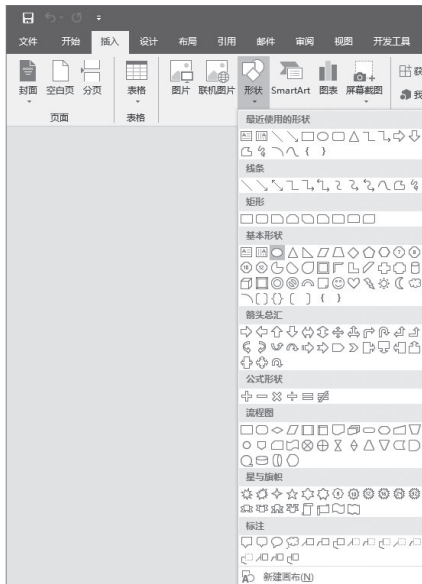 文件 开始 插入 设计 布局 引用 邮件 审阅 视图 开发工具
封面 空白页 分页 表格 图片 联机图片 形状 SmartArt 图表 屏幕截图
页面 表格
最近使用的形状
线条
矩形
基本形状
箭头总汇
公式形状
流程图
星与旗帜
标注
新建画布(N)